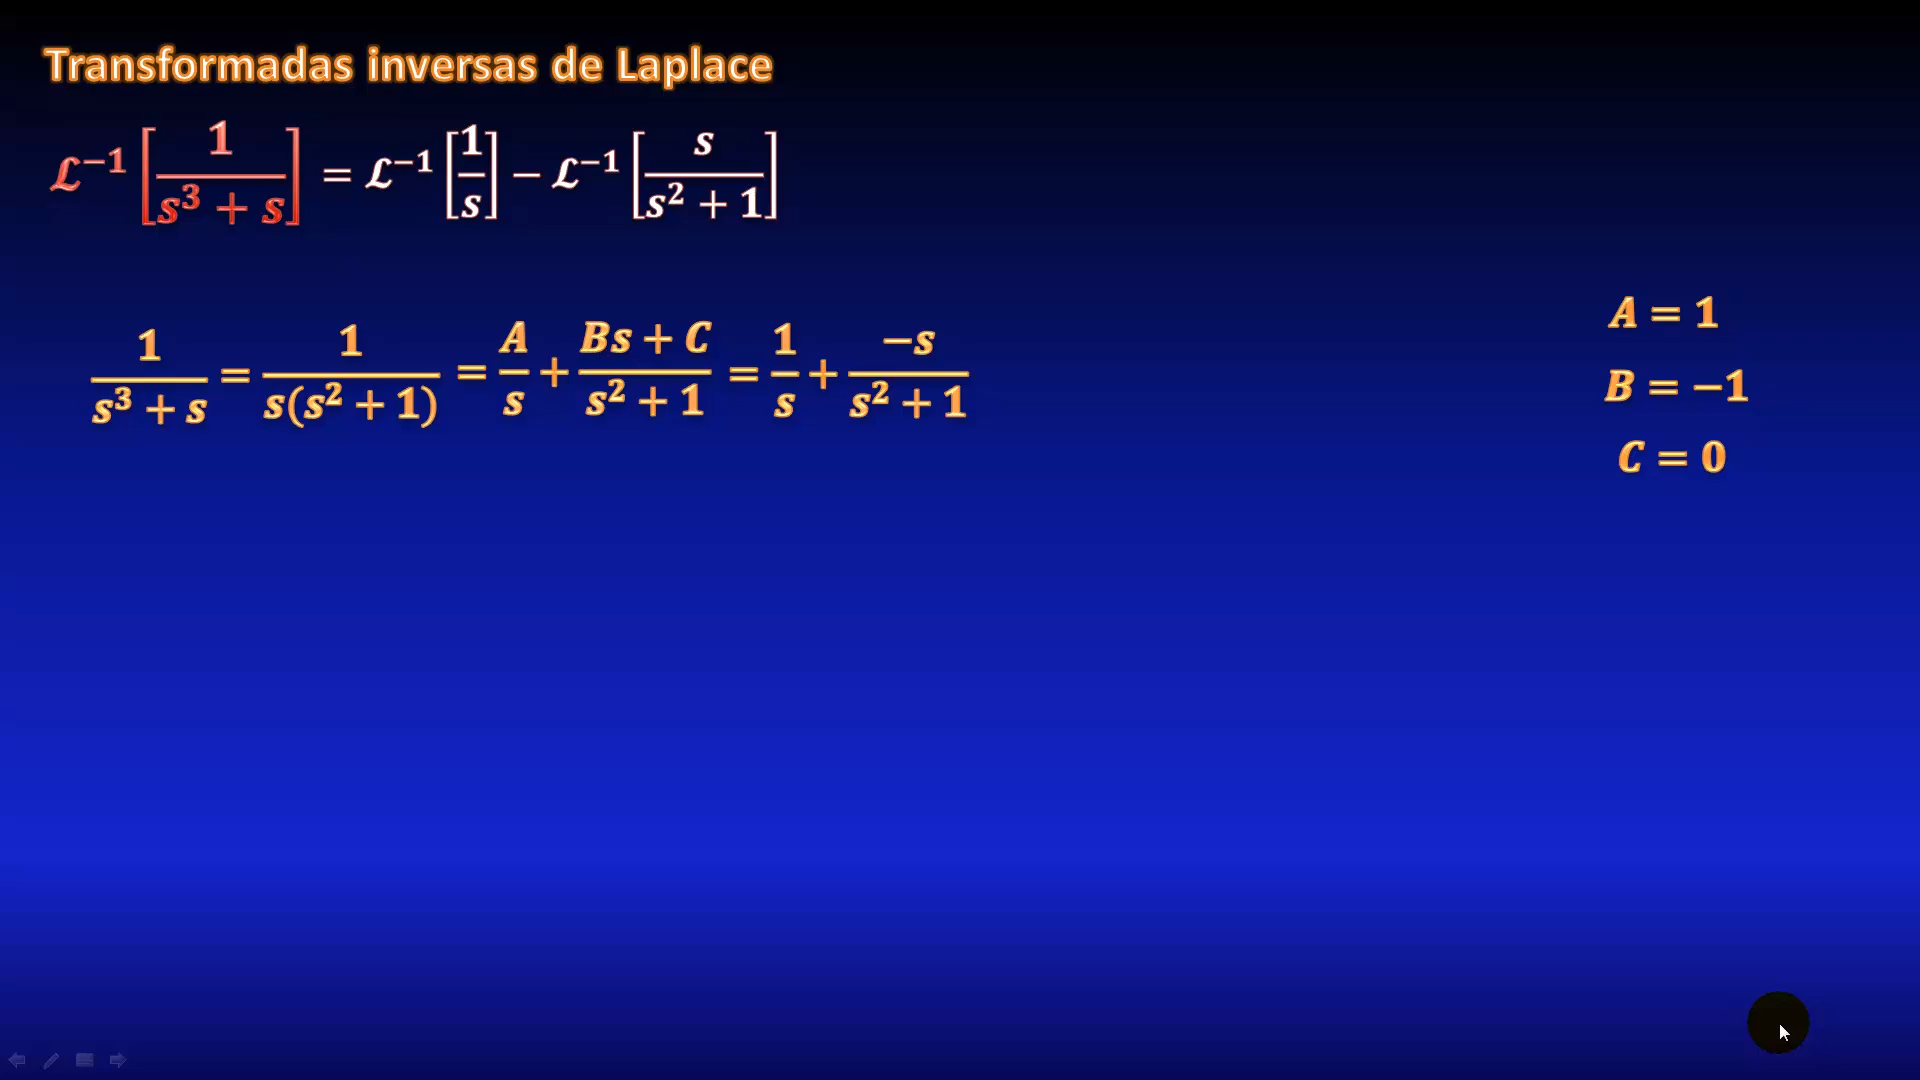 Transformadas inversas de Laplace
ℒ⁻¹[1/(s³ + s)] = ℒ⁻¹[1/s] − ℒ⁻¹[s/(s² + 1)]
1/(s³ + s) = 1/(s(s² + 1)) = A/s + (Bs + C)/(s² + 1) = 1/s + −s/(s² + 1)
A = 1
B = −1
C = 0